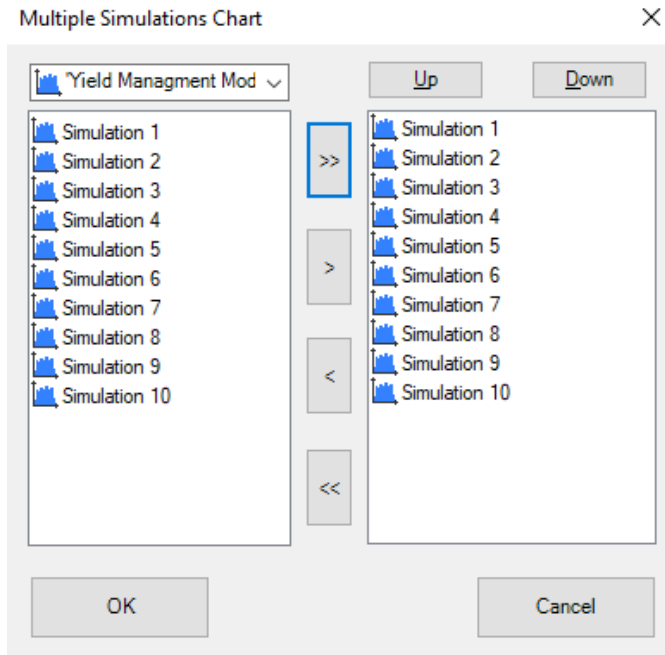 Multiple Simulations Chart
'Yield Managment Mod
Up
Down
Simulation 1
Simulation 2
Simulation 3
Simulation 4
Simulation 5
Simulation 6
Simulation 7
Simulation 8
Simulation 9
Simulation 10
>>
>
<
<<
Simulation 1
Simulation 2
Simulation 3
Simulation 4
Simulation 5
Simulation 6
Simulation 7
Simulation 8
Simulation 9
Simulation 10
OK
Cancel